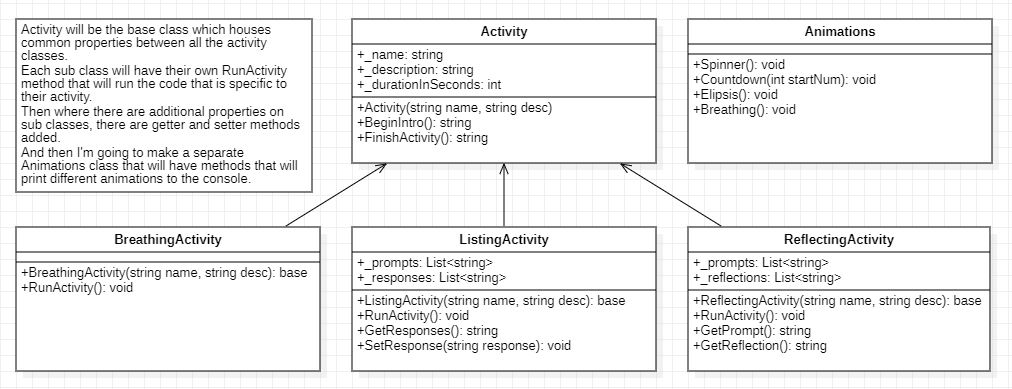 Activity will be the base class which houses
common properties between all the activity
classes.
Each sub class will have their own RunActivity
method that will run the code that is specific to
their activity.
Then where there are additional properties on
sub classes, there are getter and setter methods
added.
And then I'm going to make a separate
Animations class that will have methods that will
print different animations to the console.
Activity
+_name: string
+_description: string
+_durationInSeconds: int
+Activity(string name, string desc)
+BeginIntro(): string
+FinishActivity(): string
Animations
+Spinner(): void
+Countdown(int startNum): void
+Elipsis(): void
+Breathing(): void
BreathingActivity
+BreathingActivity(string name, string desc): base
+RunActivity(): void
ListingActivity
+_prompts: List<string>
+_responses: List<string>
+ListingActivity(string name, string desc): base
+RunActivity(): void
+GetResponses(): string
+SetResponse(string response): void
ReflectingActivity
+_prompts: List<string>
+_reflections: List<string>
+ReflectingActivity(string name, string desc): base
+RunActivity(): void
+GetPrompt(): string
+GetReflection(): string